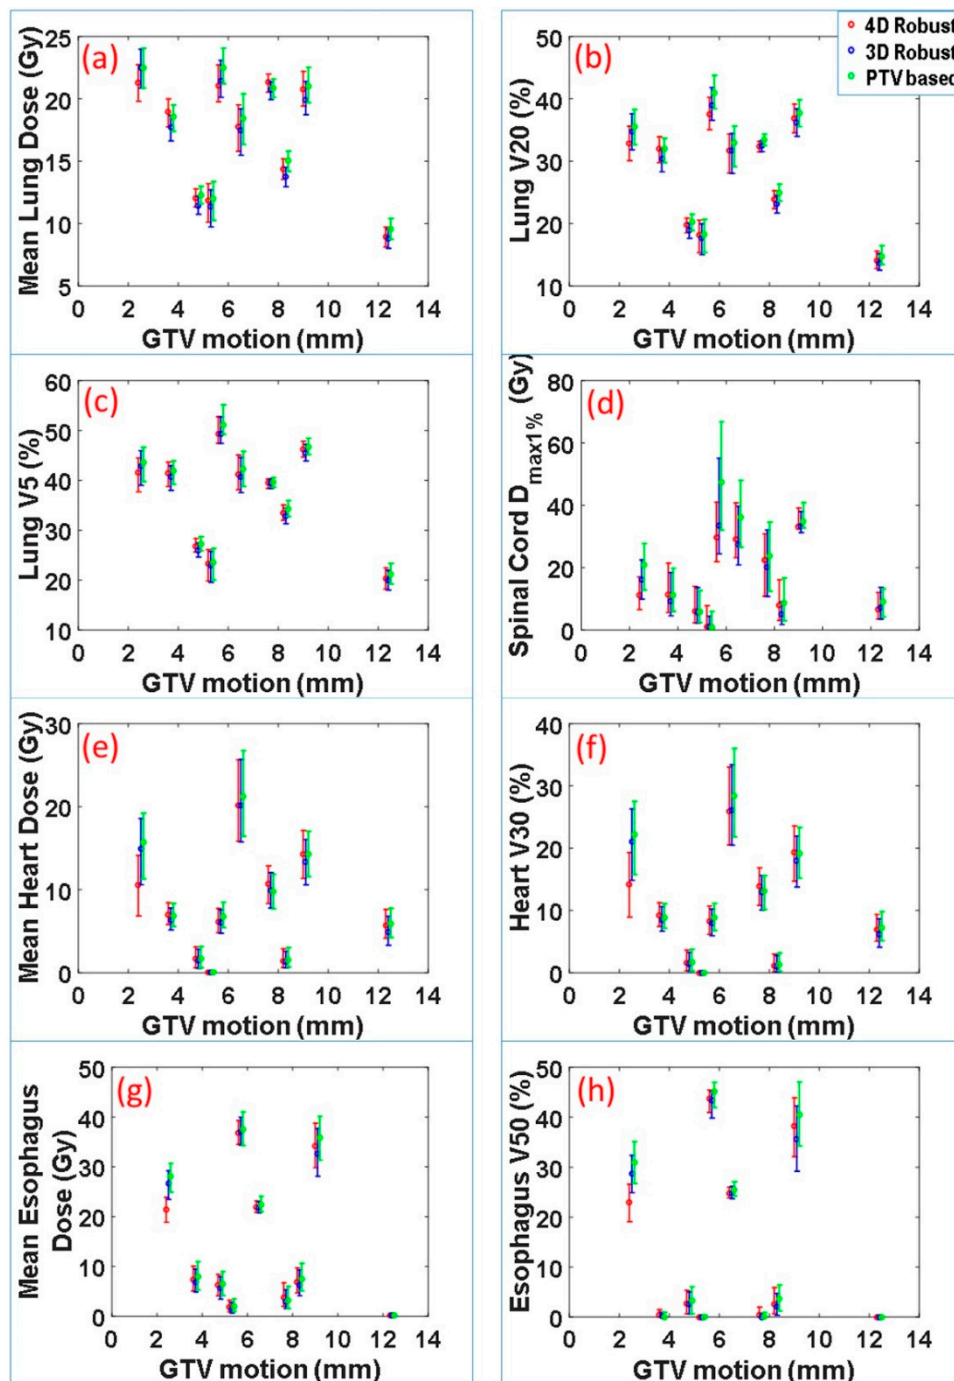 4D Robust
3D Robust
PTV based
(a)
Mean Lung Dose (Gy)
25
20
15
10
5
0 2 4 6 8 10 12 14
GTV motion (mm)
(b)
Lung V20 (%)
50
40
30
20
10
0 2 4 6 8 10 12 14
GTV motion (mm)
(c)
Lung V5 (%)
60
50
40
30
20
10
0 2 4 6 8 10 12 14
GTV motion (mm)
(d)
Spinal Cord Dmax1% (Gy)
80
60
40
20
0
0 2 4 6 8 10 12 14
GTV motion (mm)
(e)
Mean Heart Dose (Gy)
30
20
10
0
0 2 4 6 8 10 12 14
GTV motion (mm)
(f)
Heart V30 (%)
40
30
20
10
0
0 2 4 6 8 10 12 14
GTV motion (mm)
(g)
Mean Esophagus
Dose (Gy)
50
40
30
20
10
0
0 2 4 6 8 10 12 14
GTV motion (mm)
(h)
Esophagus V50 (%)
50
40
30
20
10
0
0 2 4 6 8 10 12 14
GTV motion (mm)